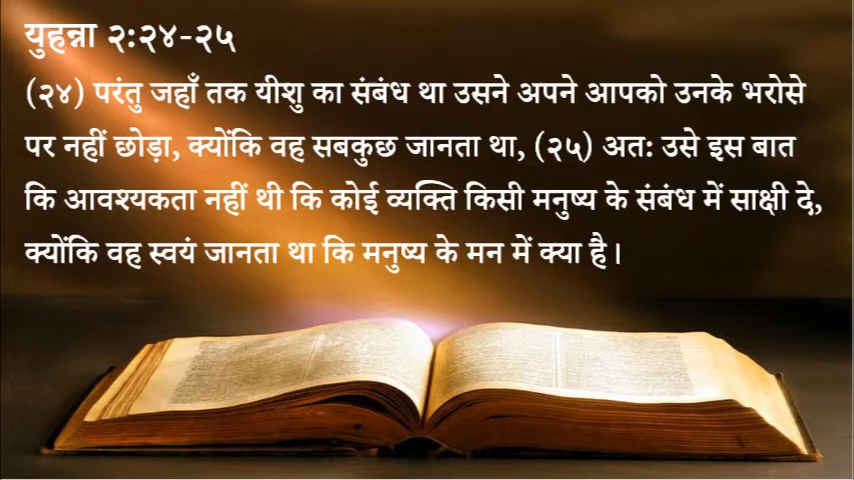 युहन्ना २:२४-२५
(२४) परंतु जहाँ तक यीशु का संबंध था उसने अपने आपको उनके भरोसे
पर नहीं छोड़ा, क्योंकि वह सबकुछ जानता था, (२५) अत: उसे इस बात
कि आवश्यकता नहीं थी कि कोई व्यक्ति किसी मनुष्य के संबंध में साक्षी दे,
क्योंकि वह स्वयं जानता था कि मनुष्य के मन में क्या है।